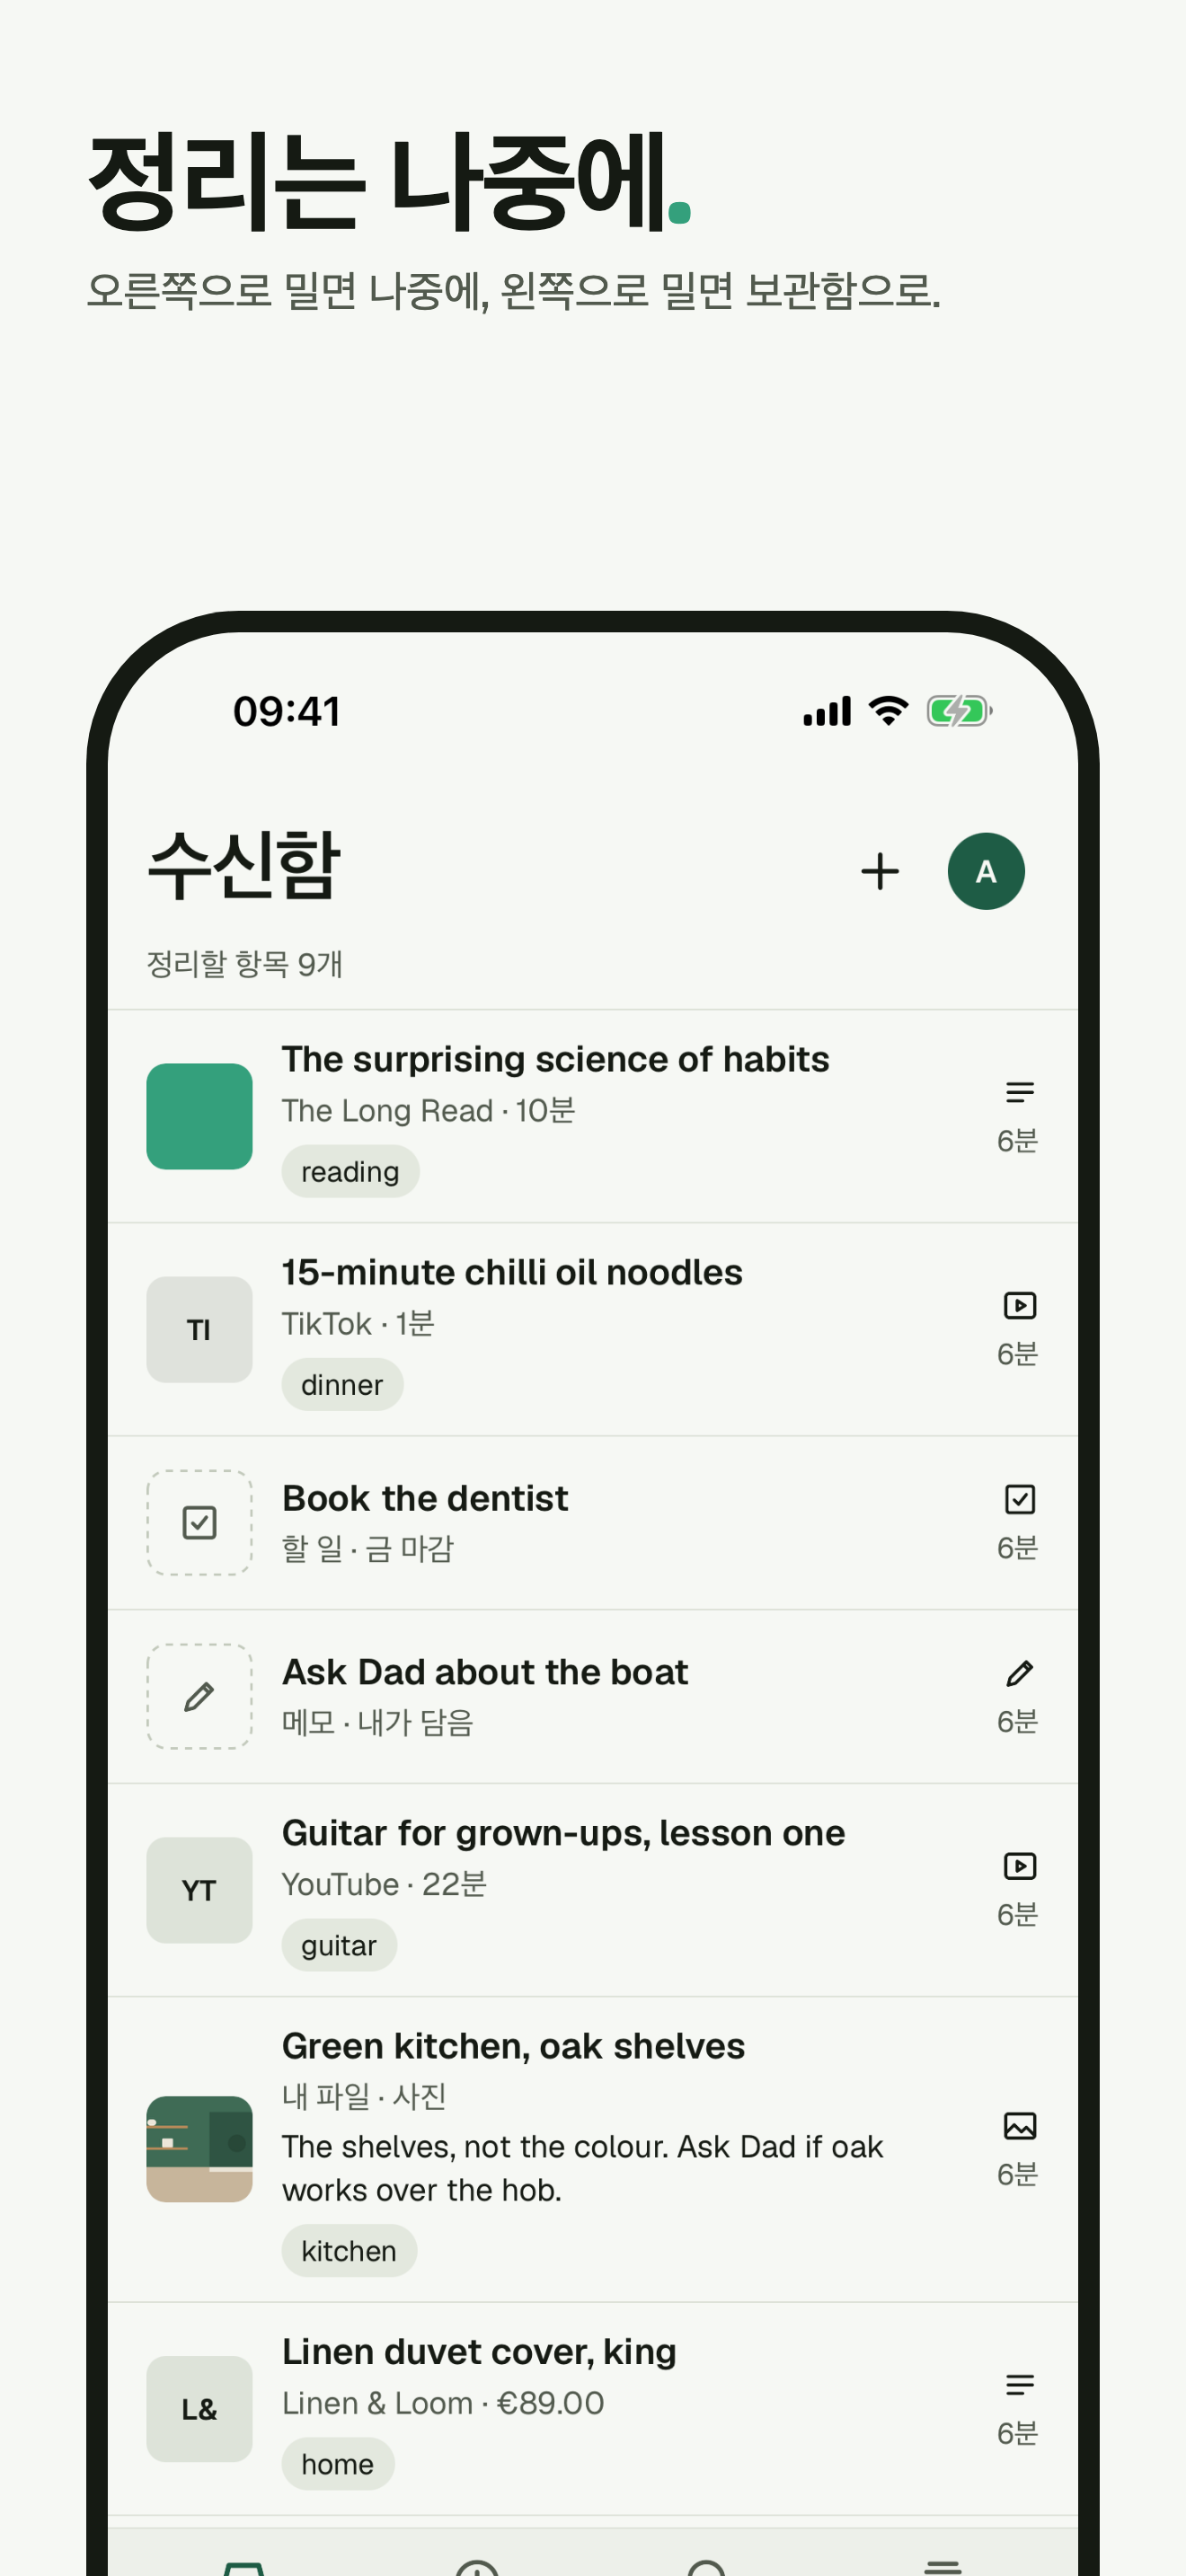 정리는 나중에.
오른쪽으로 밀면 나중에, 왼쪽으로 밀면 보관함으로.
09:41
수신함
A
정리할 항목 9개
The surprising science of habits
The Long Read · 10분
reading
6분
TI
15-minute chilli oil noodles
TikTok · 1분
dinner
6분
Book the dentist
할 일 · 금 마감
6분
Ask Dad about the boat
메모 · 내가 담음
6분
YT
Guitar for grown-ups, lesson one
YouTube · 22분
guitar
6분
Green kitchen, oak shelves
내 파일 · 사진
The shelves, not the colour. Ask Dad if oak
works over the hob.
kitchen
6분
L&
Linen duvet cover, king
Linen & Loom · €89.00
home
6분